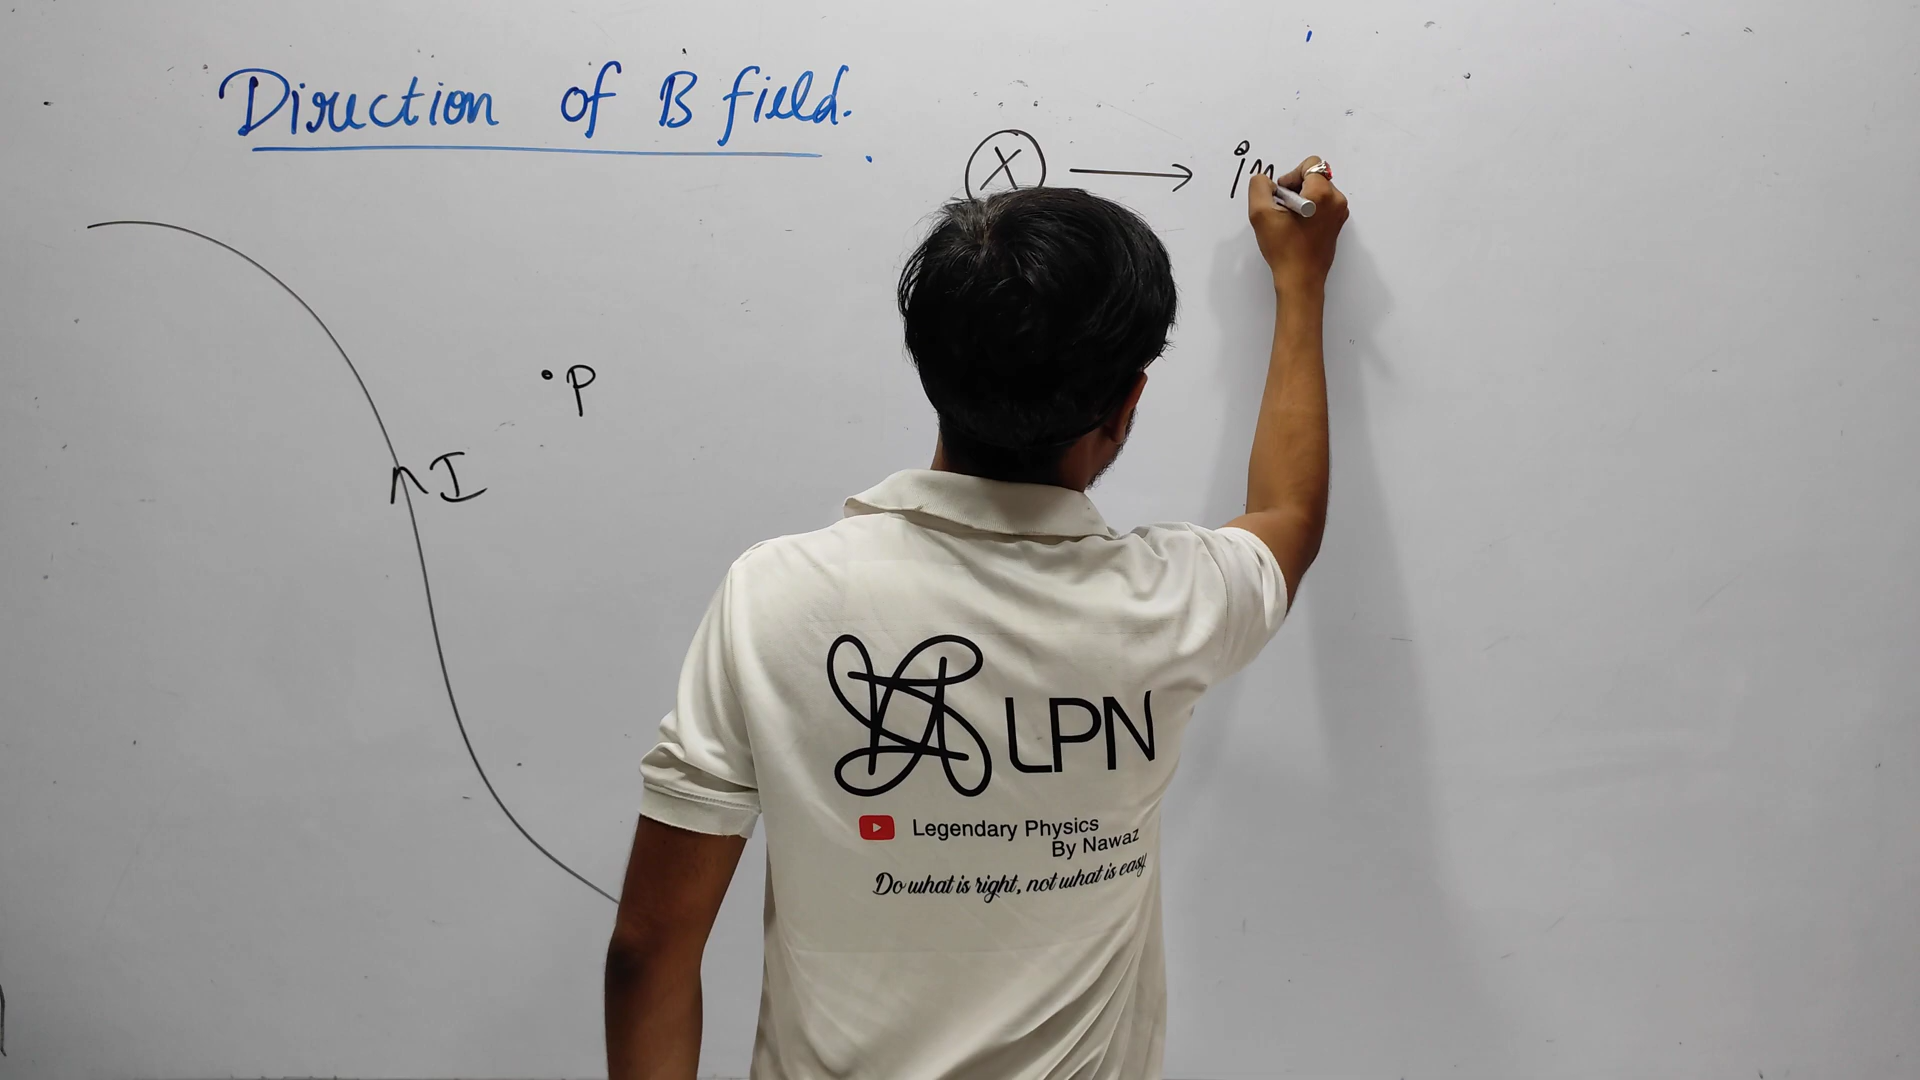 Direction of B field.
X → in
P
I
LPN
Legendary Physics
By Nawaz
Do what is right, not what is easy